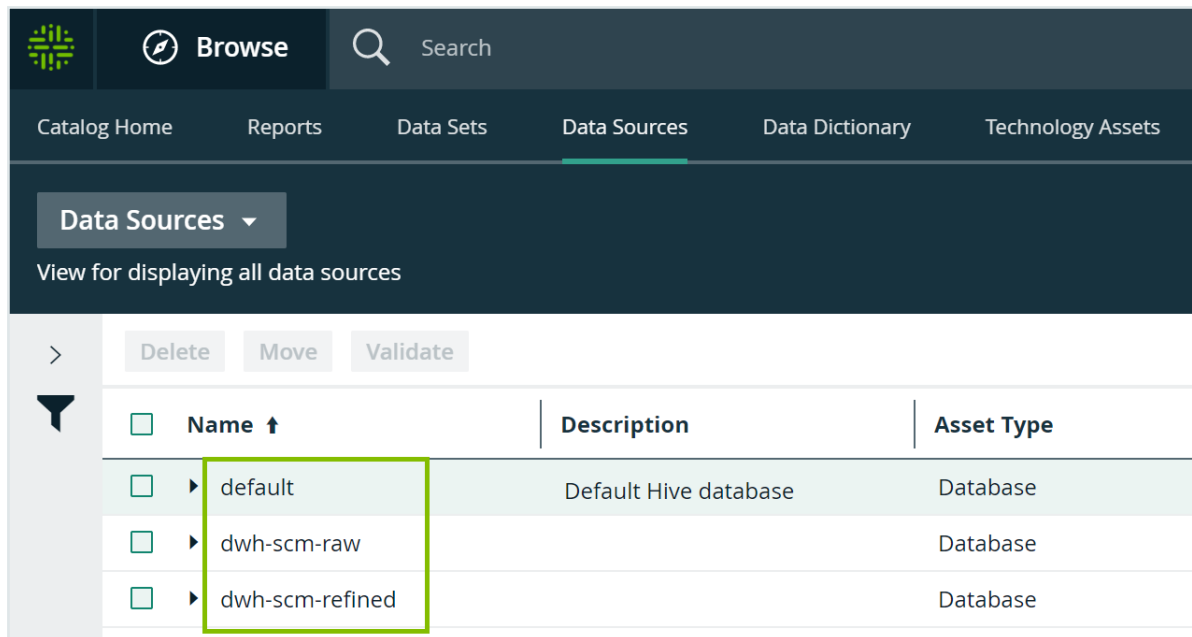 Browse Search
Catalog Home Reports Data Sets Data Sources Data Dictionary Technology Assets
Data Sources
View for displaying all data sources
Delete Move Validate
Name Description Asset Type
default Default Hive database Database
dwh-scm-raw Database
dwh-scm-refined Database